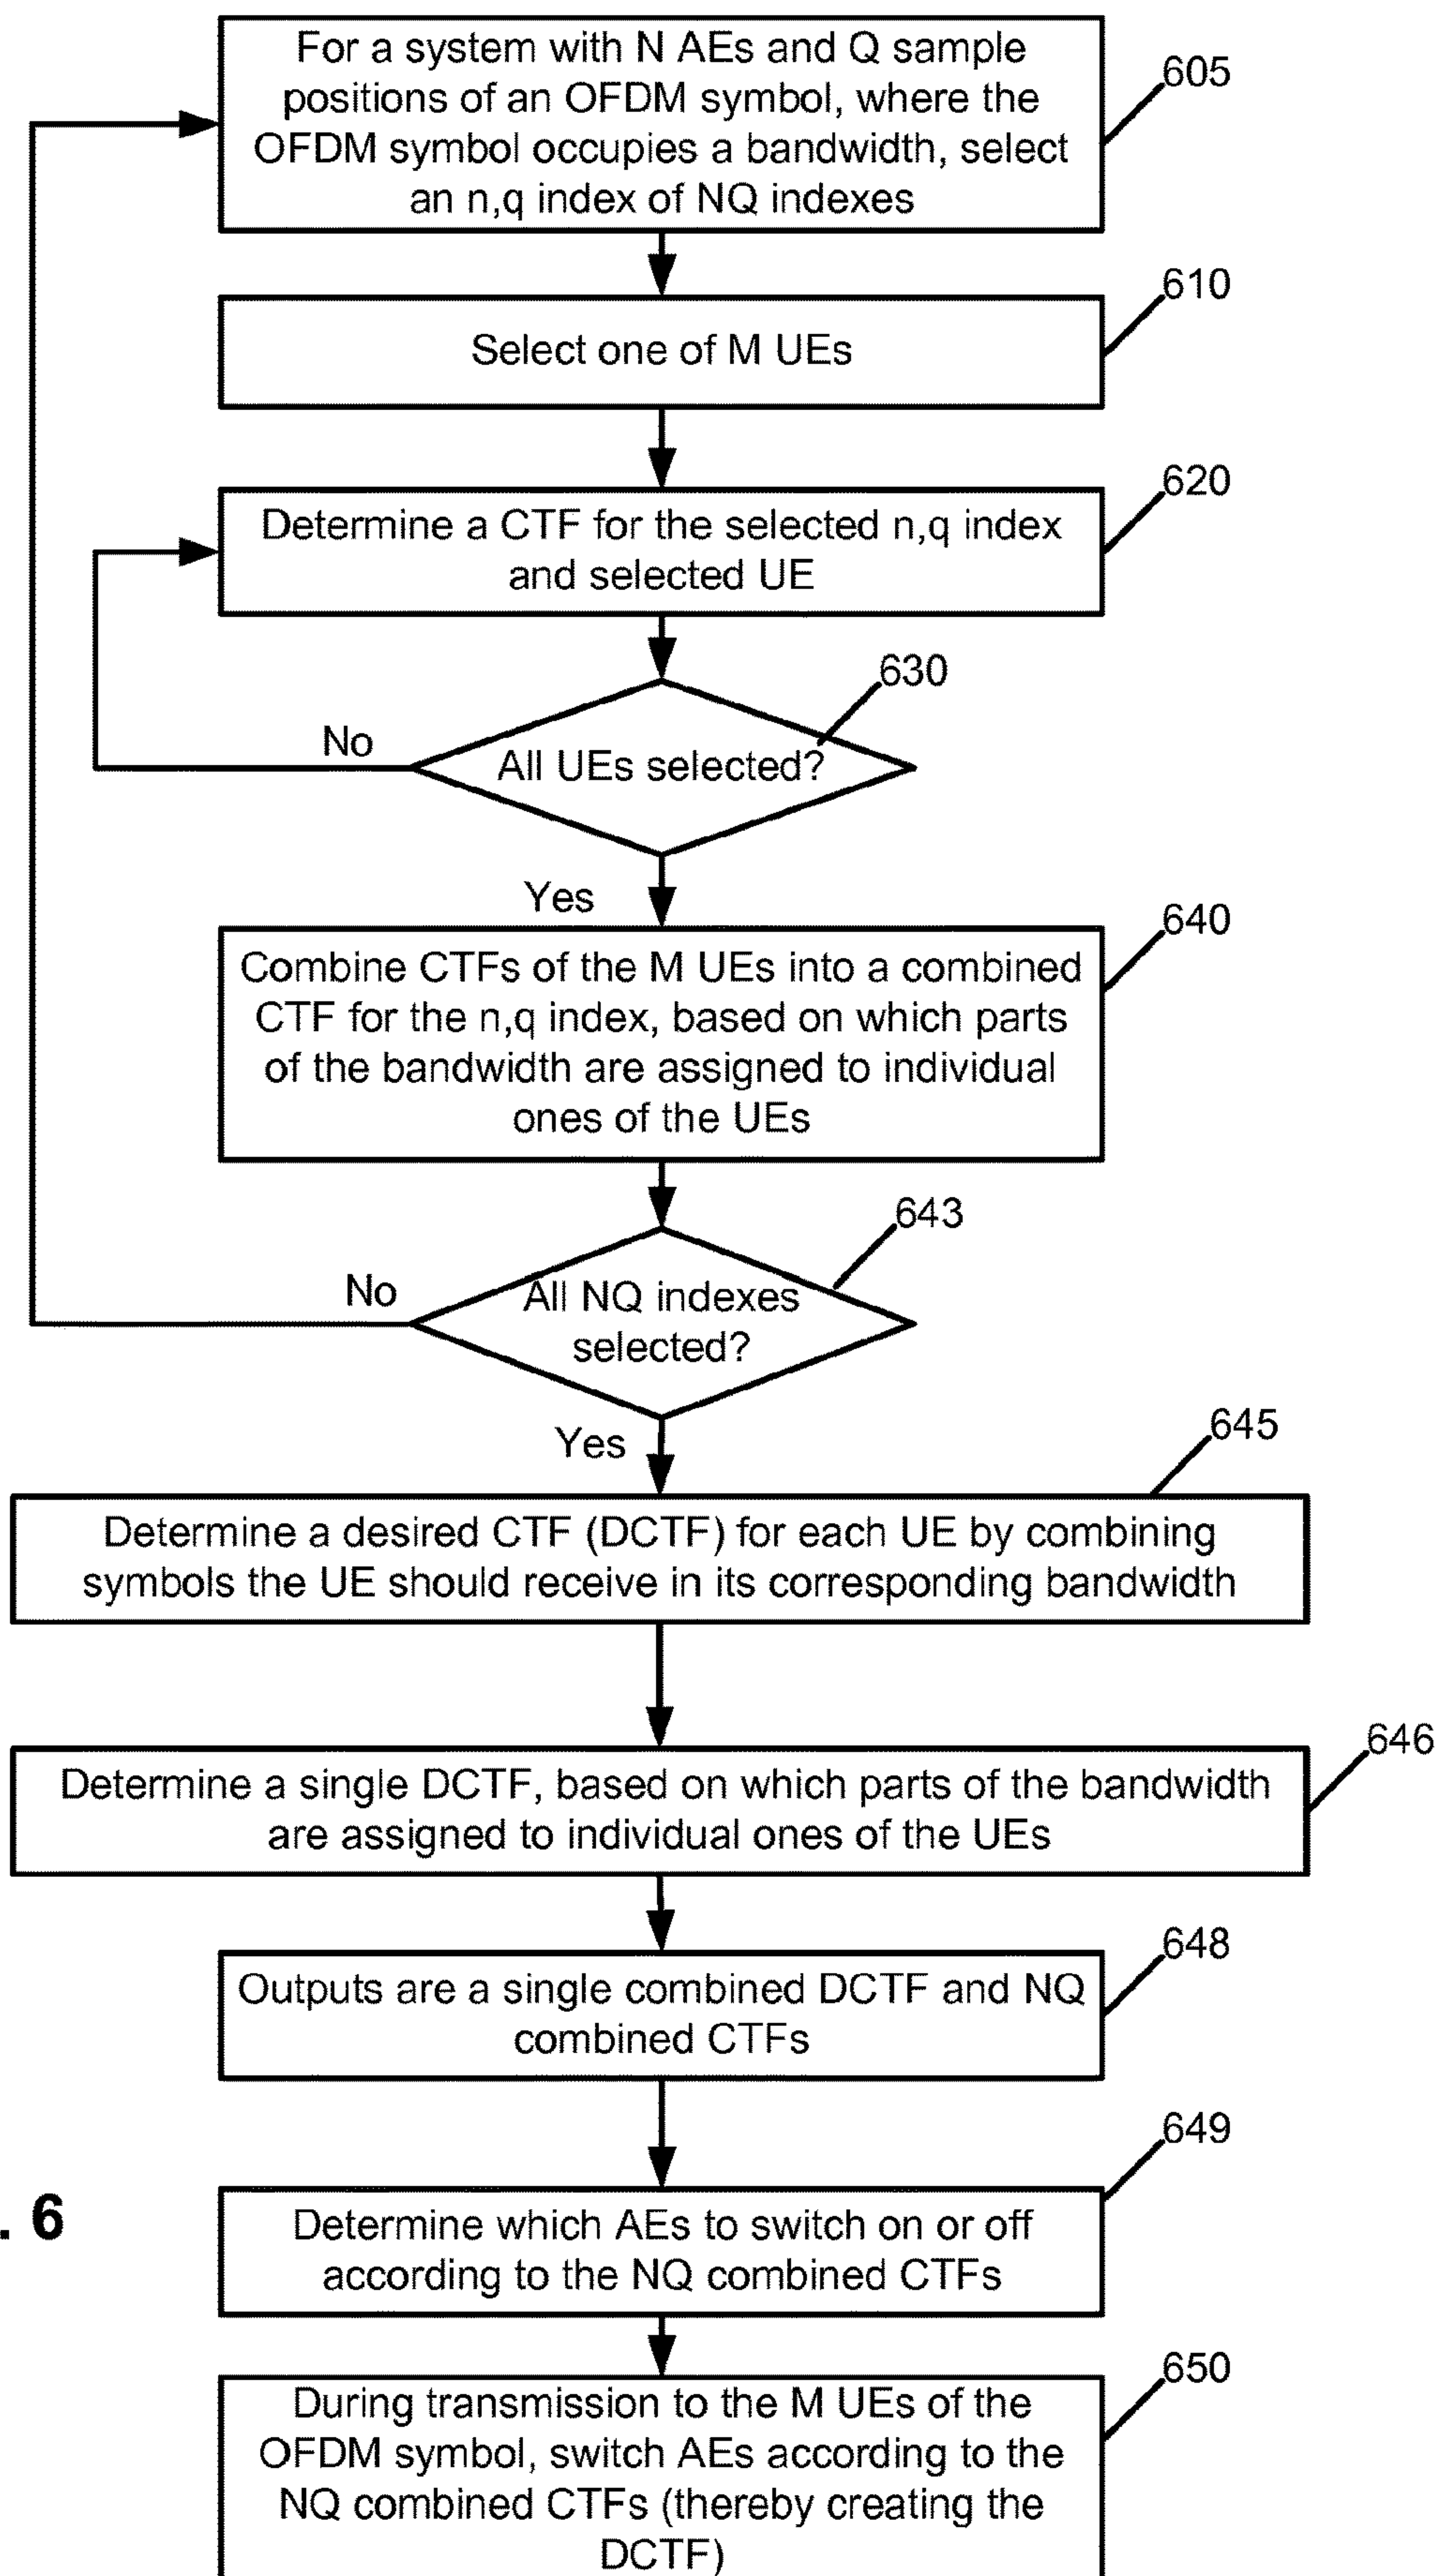 For a system with N AEs and Q sample
positions of an OFDM symbol, where the
OFDM symbol occupies a bandwidth, select
an n,q index of NQ indexes
605
610
Select one of M UEs
620
Determine a CTF for the selected n,q index
and selected UE
630
No
All UEs selected?
Yes
640
Combine CTFs of the M UEs into a combined
CTF for the n,q index, based on which parts
of the bandwidth are assigned to individual
ones of the UEs
643
No
All NQ indexes
selected?
Yes
645
Determine a desired CTF (DCTF) for each UE by combining
symbols the UE should receive in its corresponding bandwidth
646
Determine a single DCTF, based on which parts of the bandwidth
are assigned to individual ones of the UEs
648
Outputs are a single combined DCTF and NQ
combined CTFs
649
. 6
Determine which AEs to switch on or off
according to the NQ combined CTFs
650
During transmission to the M UEs of the
OFDM symbol, switch AEs according to the
NQ combined CTFs (thereby creating the
DCTF)